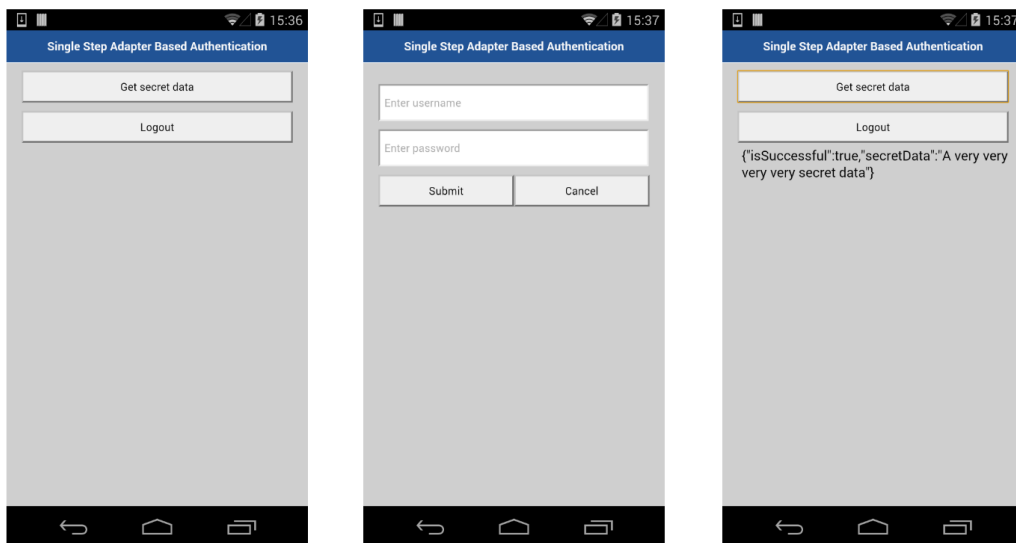 15:36
Single Step Adapter Based Authentication
Get secret data
Logout
15:37
Single Step Adapter Based Authentication
Enter username
Enter password
Submit
Cancel
15:37
Single Step Adapter Based Authentication
Get secret data
Logout
{"isSuccessful":true,"secretData":"A very very
very very secret data"}